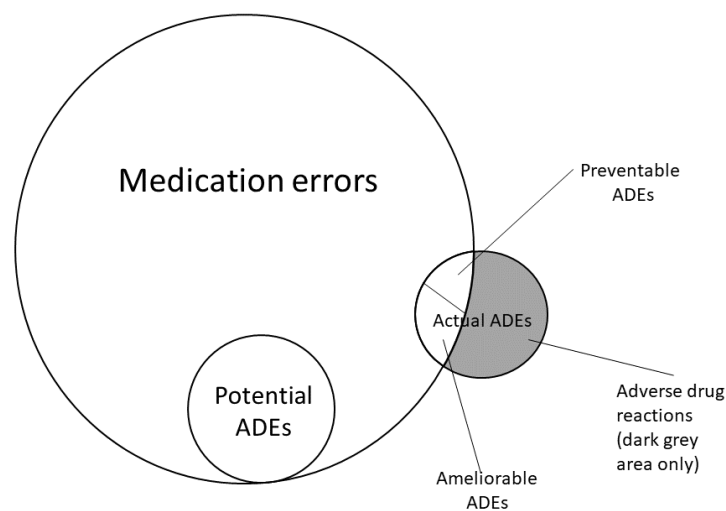 Medication errors
Preventable
ADEs
Actual ADEs
Potential
ADEs
Adverse drug
reactions
(dark grey
area only)
Ameliorable
ADEs